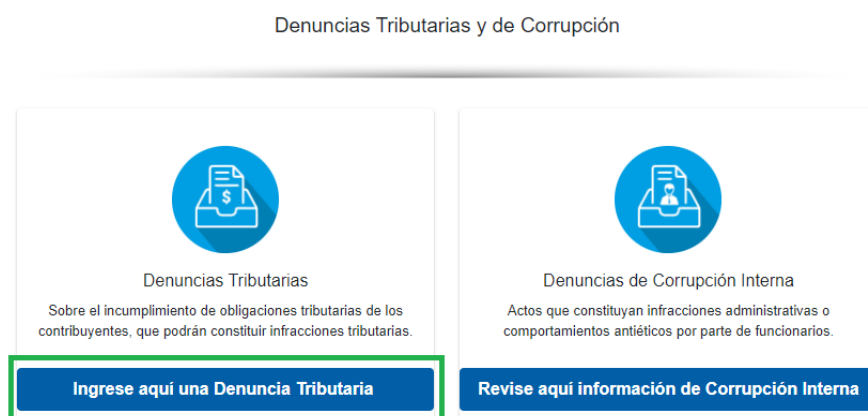 Denuncias Tributarias y de Corrupción
$
Denuncias Tributarias
Sobre el incumplimiento de obligaciones tributarias de los
contribuyentes, que podrán constituir infracciones tributarias.
Ingrese aquí una Denuncia Tributaria
Denuncias de Corrupción Interna
Actos que constituyan infracciones administrativas o
comportamientos antiéticos por parte de funcionarios.
Revise aquí información de Corrupción Interna